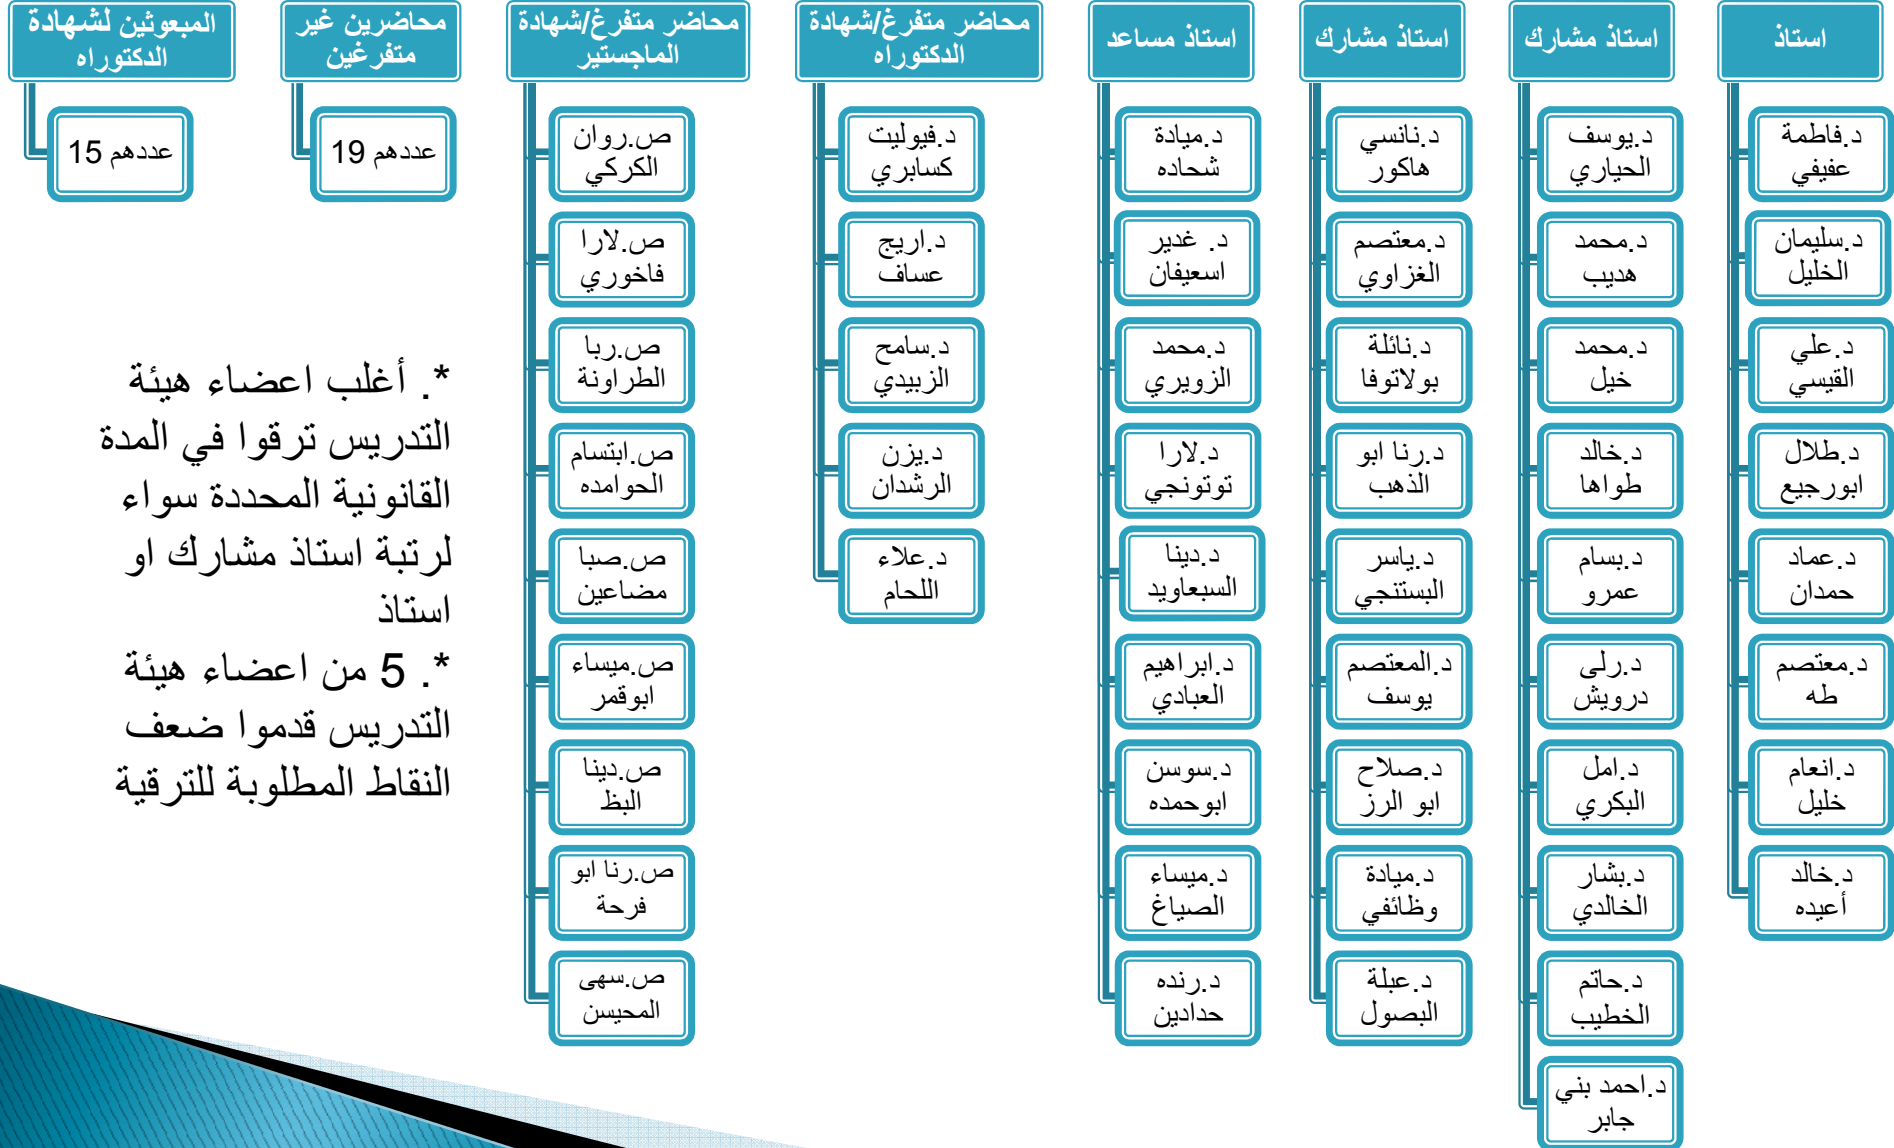 استاذ
د.فاطمة
عفيفي
د.سليمان
الخليل
د.علي
القيسي
د.طلال
ابورجيع
د.عماد
حمدان
د.معتصم
طه
د.انعام
خليل
د.خالد
أعيده
استاذ مشارك
د.يوسف
الحياري
د.محمد
هديب
د.محمد
خيل
د.خالد
طواها
د.بسام
عمرو
د.رلى
درويش
د.امل
البكري
د.بشار
الخالدي
د.حاتم
الخطيب
د.احمد بني
جابر
استاذ مشارك
د.نانسي
هاكور
د.معتصم
الغزاوي
د.نائلة
بولاتوفا
د.رنا ابو
الذهب
د.ياسر
البستنجي
د.المعتصم
يوسف
د.صلاح
ابو الرز
د.ميادة
وظائفي
د.عبلة
البصول
استاذ مساعد
د.ميادة
شحاده
د. غدير
اسعيفان
د.محمد
الزويري
د.لارا
توتونجي
د.دينا
السبعاويد
د.ابراهيم
العبادي
د.سوسن
ابوحمده
د.ميساء
الصياغ
د.رنده
حدادين
محاضر متفرغ/شهادة
الدكتوراه
د.فيوليت
كسابري
د.اريج
عساف
د.سامح
الزبيدي
د.يزن
الرشدان
د.علاء
اللحام
محاضر متفرغ/شهادة
الماجستير
ص.روان
الكركي
ص.لارا
فاخوري
ص.ربا
الطراونة
ص.ابتسام
الحوامده
ص.صبا
مضاعين
ص.ميساء
ابوقمر
ص.دينا
البظ
ص.رنا ابو
فرحة
ص.سهى
المحيسن
محاضرين غير
متفرغين
عددهم 19
المبعوثين لشهادة
الدكتوراه
عددهم 15
*. أغلب اعضاء هيئة
التدريس ترقوا في المدة
القانونية المحددة سواء
لرتبة استاذ مشارك او
استاذ
*. 5 من اعضاء هيئة
التدريس قدموا ضعف
النقاط المطلوبة للترقية